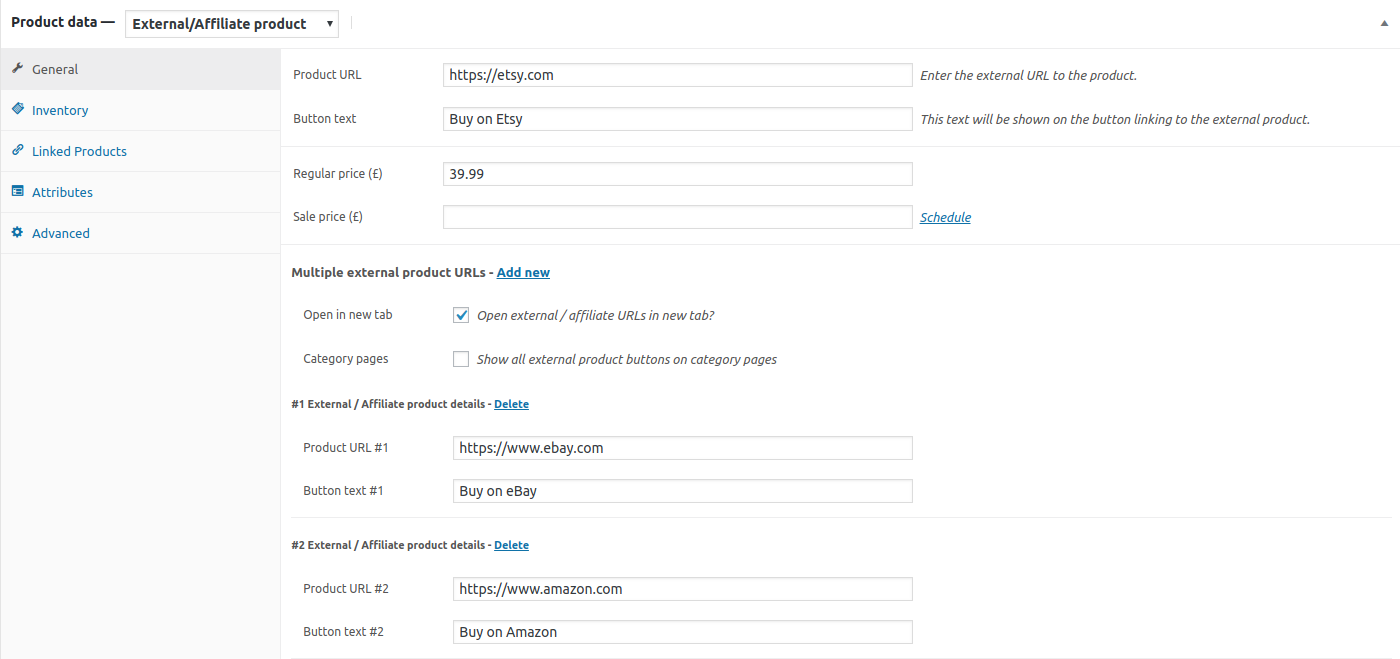 Product data — External/Affiliate product
General
Inventory
Linked Products
Attributes
Advanced
Product URL https://etsy.com Enter the external URL to the product.
Button text Buy on Etsy This text will be shown on the button linking to the external product.
Regular price (£) 39.99
Sale price (£) Schedule
Multiple external product URLs - Add new
Open in new tab Open external / affiliate URLs in new tab?
Category pages Show all external product buttons on category pages
#1 External / Affiliate product details - Delete
Product URL #1 https://www.ebay.com
Button text #1 Buy on eBay
#2 External / Affiliate product details - Delete
Product URL #2 https://www.amazon.com
Button text #2 Buy on Amazon